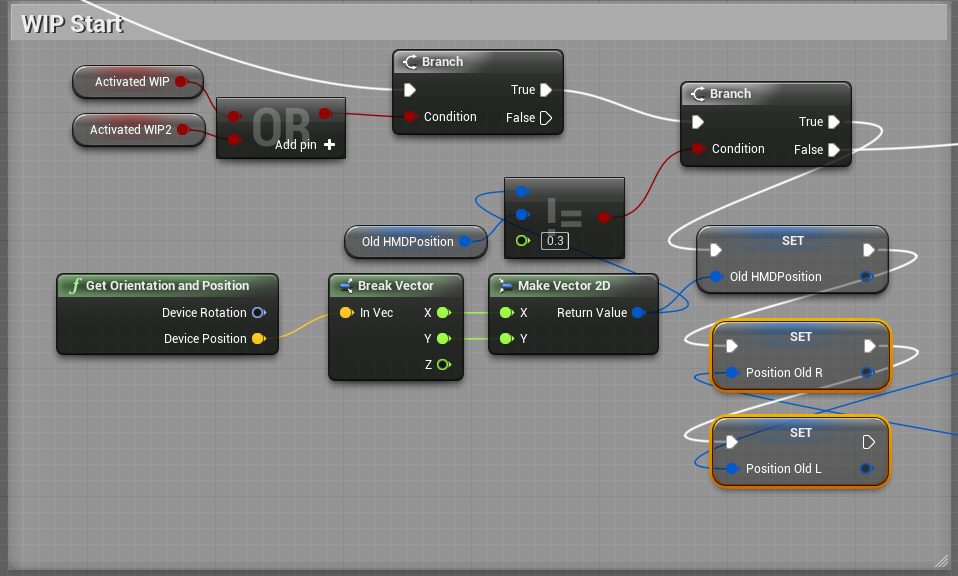 WIP Start
Activated WIP
Activated WIP2
OR
Add pin +
Branch
True
Condition
False
Branch
True
Condition
False
Old HMDPosition
!=
0.3
f Get Orientation and Position
Device Rotation
Device Position
Break Vector
In Vec X
Y
Z
Make Vector 2D
X Return Value
Y
SET
Old HMDPosition
SET
Position Old R
SET
Position Old L